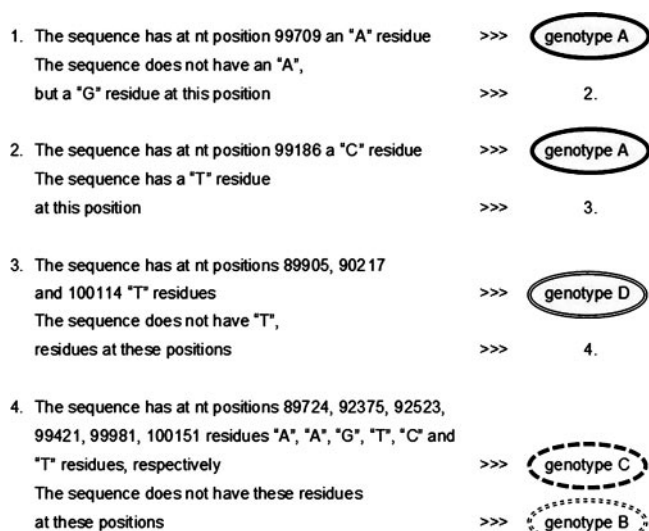 1. The sequence has at nt position 99709 an "A" residue >>> genotype A
The sequence does not have an "A",
but a "G" residue at this position >>> 2.
2. The sequence has at nt position 99186 a "C" residue >>> genotype A
The sequence has a "T" residue
at this position >>> 3.
3. The sequence has at nt positions 89905, 90217
and 100114 "T" residues >>> genotype D
The sequence does not have "T",
residues at these positions >>> 4.
4. The sequence has at nt positions 89724, 92375, 92523,
99421, 99981, 100151 residues "A", "A", "G", "T", "C" and
"T" residues, respectively >>> genotype C
The sequence does not have these residues
at these positions >>> genotype B